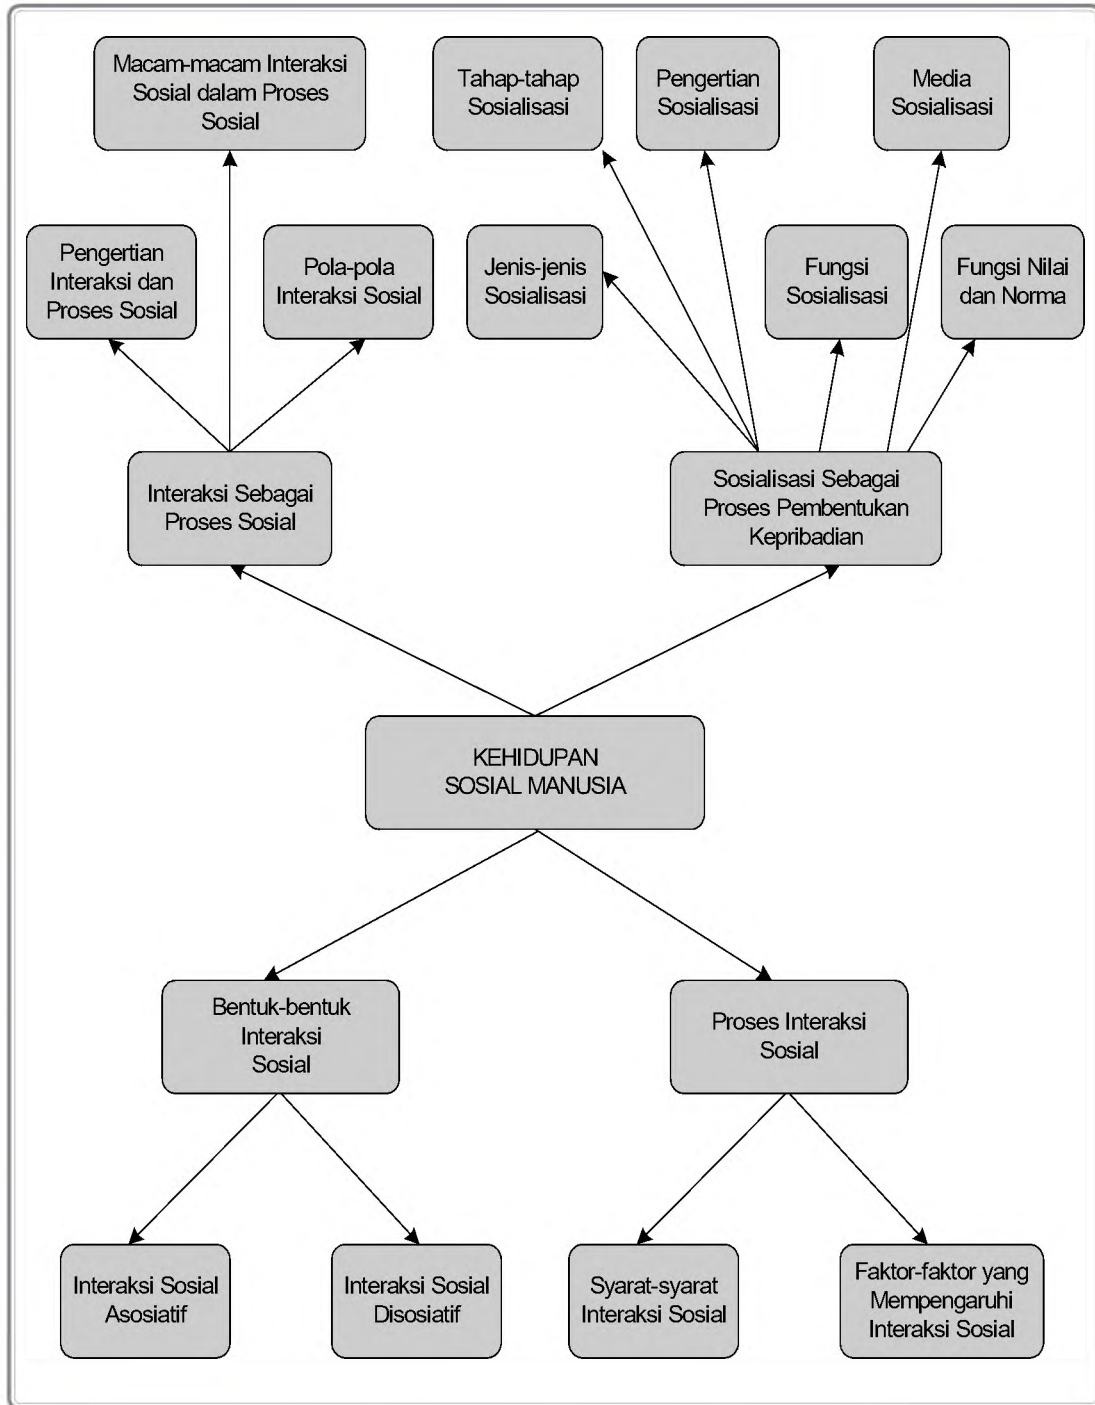 Macam-macam Interaksi
Sosial dalam Proses
Sosial
Tahap-tahap
Sosialisasi
Pengertian
Sosialisasi
Media
Sosialisasi
Pengertian
Interaksi dan
Proses Sosial
Pola-pola
Interaksi Sosial
Jenis-jenis
Sosialisasi
Fungsi
Sosialisasi
Fungsi Nilai
dan Norma
Interaksi Sebagai
Proses Sosial
Sosialisasi Sebagai
Proses Pembentukan
Kepribadian
KEHIDUPAN
SOSIAL MANUSIA
Bentuk-bentuk
Interaksi
Sosial
Proses Interaksi
Sosial
Interaksi Sosial
Asosiatif
Interaksi Sosial
Disosiatif
Syarat-syarat
Interaksi Sosial
Faktor-faktor yang
Mempengaruhi
Interaksi Sosial